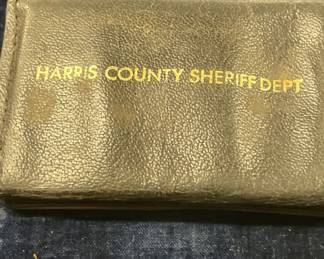 HARRIS COUNTY SHERIFF DEPT